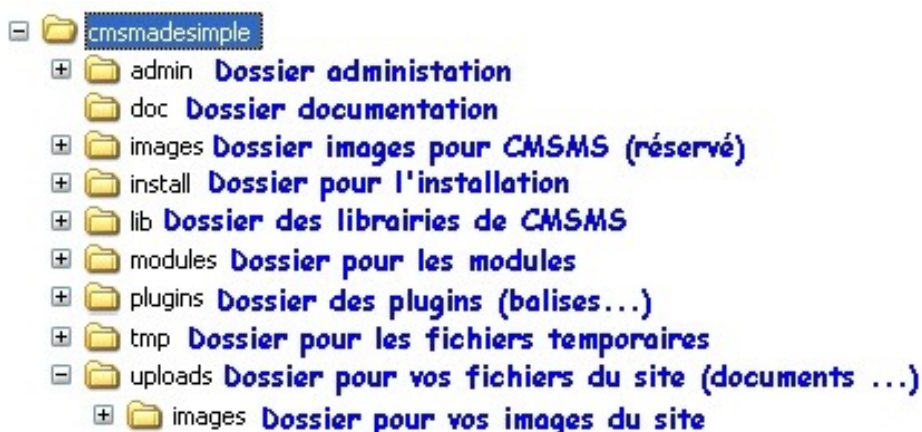 cmsmadesimple
admin Dossier administation
doc Dossier documentation
images Dossier images pour CMSMS (réservé)
install Dossier pour l'installation
lib Dossier des librairies de CMSMS
modules Dossier pour les modules
plugins Dossier des plugins (balises...)
tmp Dossier pour les fichiers temporaires
uploads Dossier pour vos fichiers du site (documents ...)
images Dossier pour vos images du site